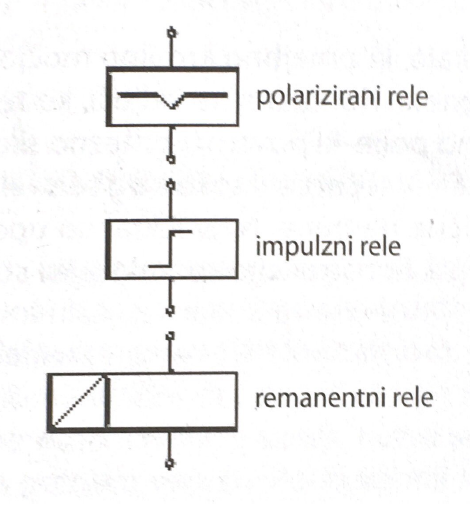 polarizirani rele
impulzni rele
remanentni rele